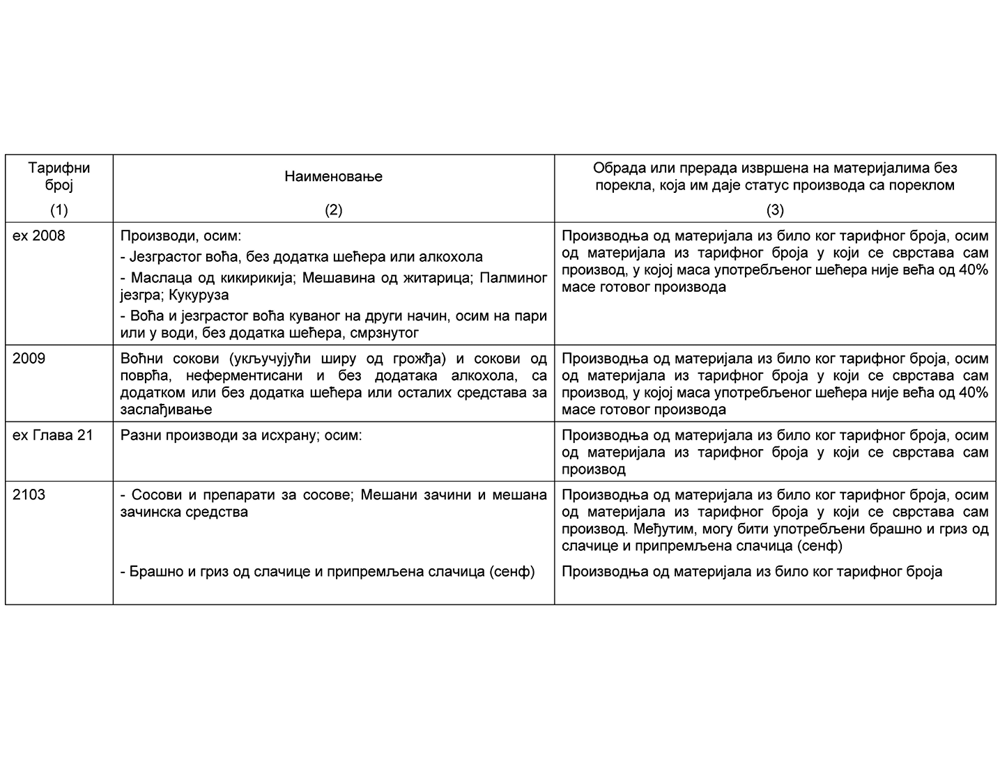 Тарифни
број
(1)
Наименовање
(2)
Обрада или прерада извршена на материјалима без
порекла, која им даје статус производа са пореклом
(3)
ex 2008
Производи, осим:
- Језграстог воћа, без додатка шећера или алкохола
- Маслаца од кикирикија; Мешавина од житарица; Палминог
језгра; Кукуруза
- Воћа и језграстог воћа куваног на други начин, осим на пари
или у води, без додатка шећера, смрзнутог
Производња од материјала из било ког тарифног броја, осим
од материјала из тарифног броја у који се сврстава сам
производ, у којој маса употребљеног шећера није већа од 40%
масе готовог производа
2009
Воћни сокови (укључујући ширу од грожђа) и сокови од
поврћа, неферментисани и без додатака алкохола, са
додатком или без додатка шећера или осталих средстава за
заслађивање
Производња од материјала из било ког тарифног броја, осим
од материјала из тарифног броја у који се сврстава сам
производ, у којој маса употребљеног шећера није већа од 40%
масе готовог производа
ex Глава 21
Разни производи за исхрану; осим:
Производња од материјала из било ког тарифног броја, осим
од материјала из тарифног броја у који се сврстава сам
производ
2103
- Сосови и препарати за сосове; Мешани зачини и мешана
зачинска средства
Производња од материјала из било ког тарифног броја, осим
од материјала из тарифног броја у који се сврстава сам
производ. Међутим, могу бити употребљени брашно и гриз од
слачице и припремљена слачица (сенф)
- Брашно и гриз од слачице и припремљена слачица (сенф)
Производња од материјала из било ког тарифног броја